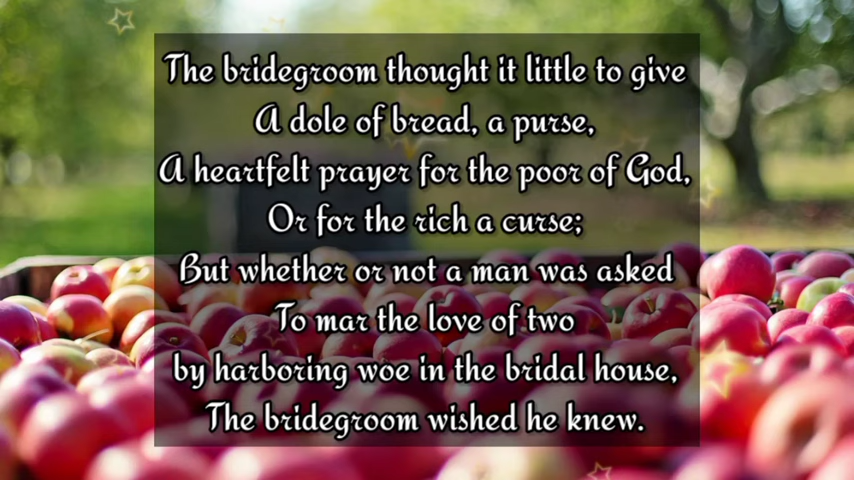 The bridegroom thought it little to give
A dole of bread, a purse,
A heartfelt prayer for the poor of God,
Or for the rich a curse;
But whether or not a man was asked
To mar the love of two
by harboring woe in the bridal house,
The bridegroom wished he knew.